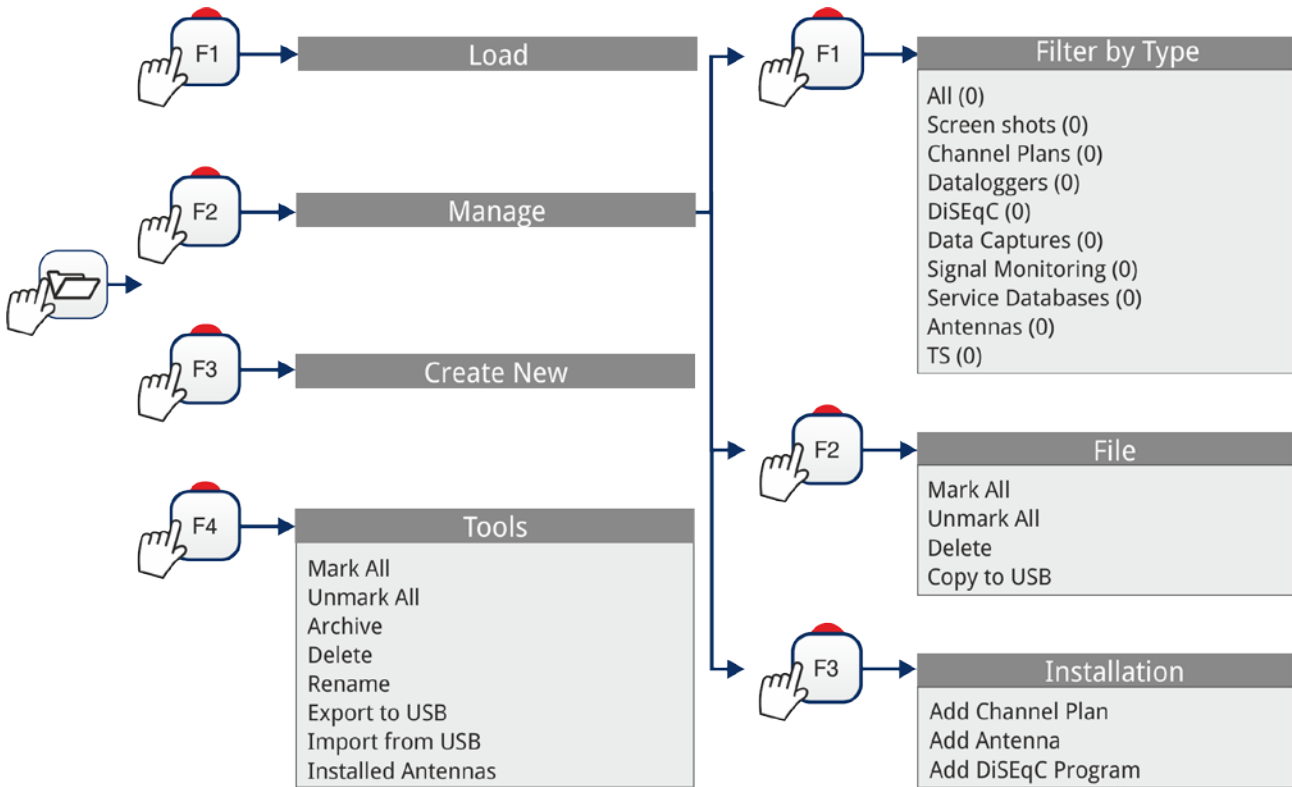 F1
Load
F2
Manage
F3
Create New
F4
Tools
Mark All
Unmark All
Archive
Delete
Rename
Export to USB
Import from USB
Installed Antennas
F1
Filter by Type
All (0)
Screen shots (0)
Channel Plans (0)
Dataloggers (0)
DiSEqC (0)
Data Captures (0)
Signal Monitoring (0)
Service Databases (0)
Antennas (0)
TS (0)
F2
File
Mark All
Unmark All
Delete
Copy to USB
F3
Installation
Add Channel Plan
Add Antenna
Add DiSEqC Program